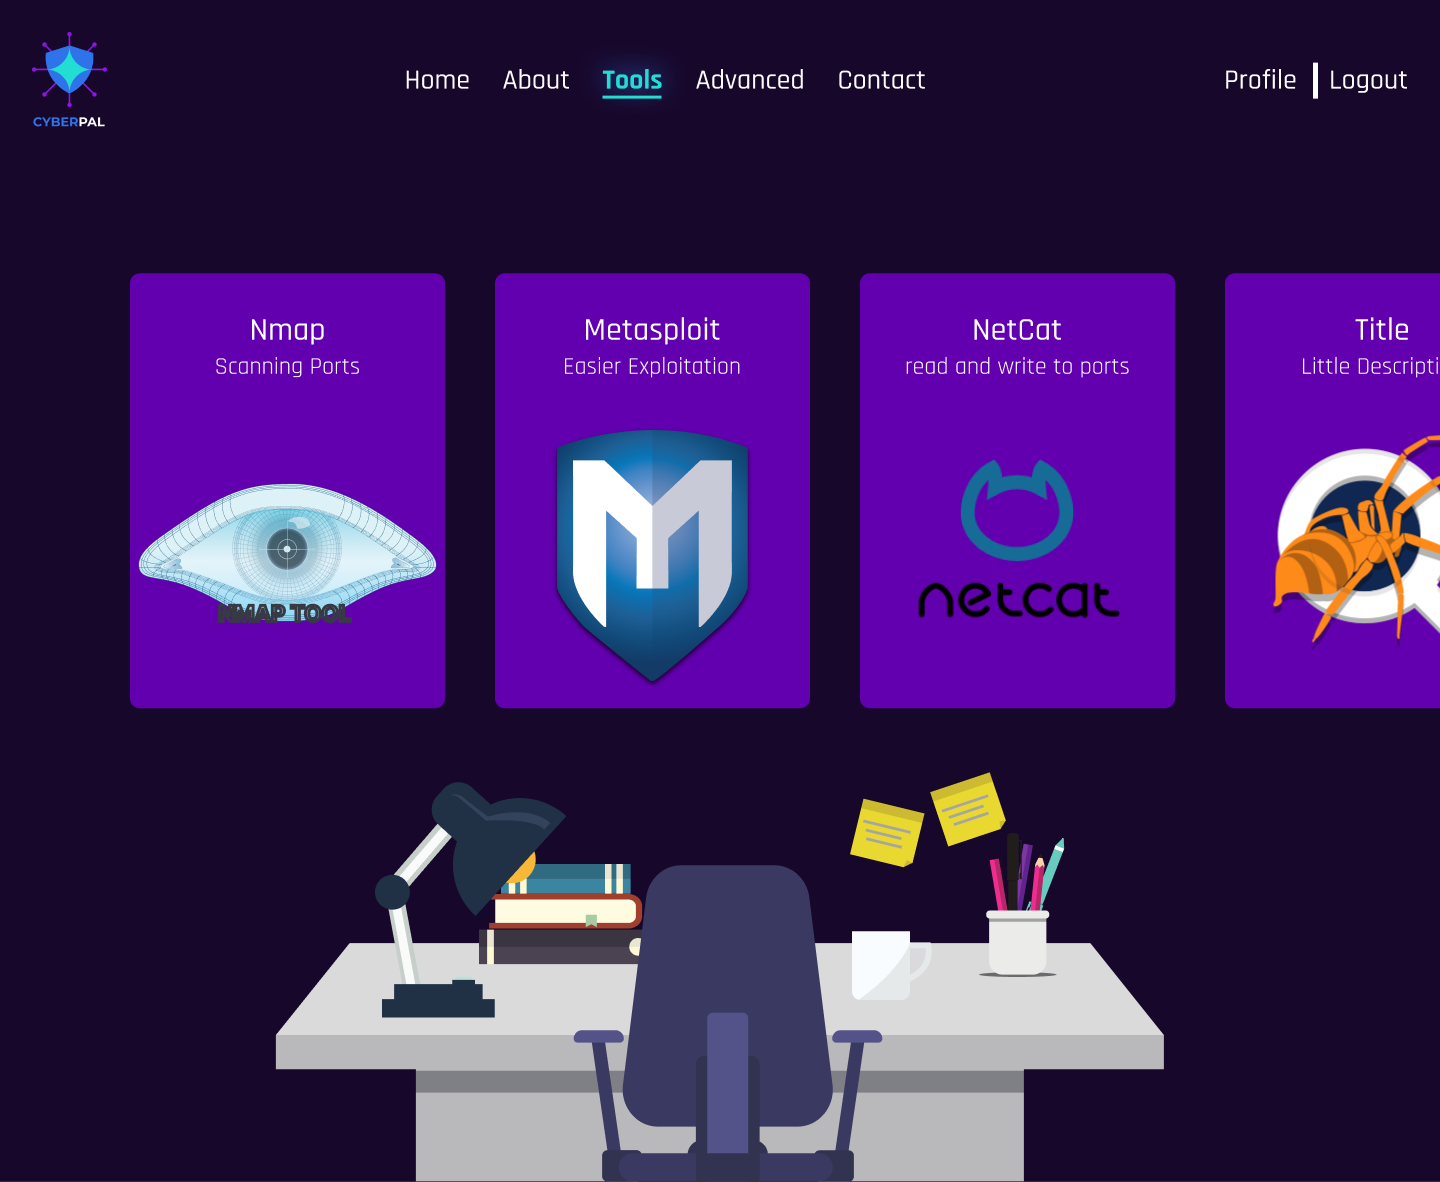 CYBERPAL
Home About Tools Advanced Contact
Profile Logout
Nmap
Scanning Ports
NMAP TOOL
Metasploit
Easier Exploitation
NetCat
read and write to ports
netcat
Title
Little Descripti